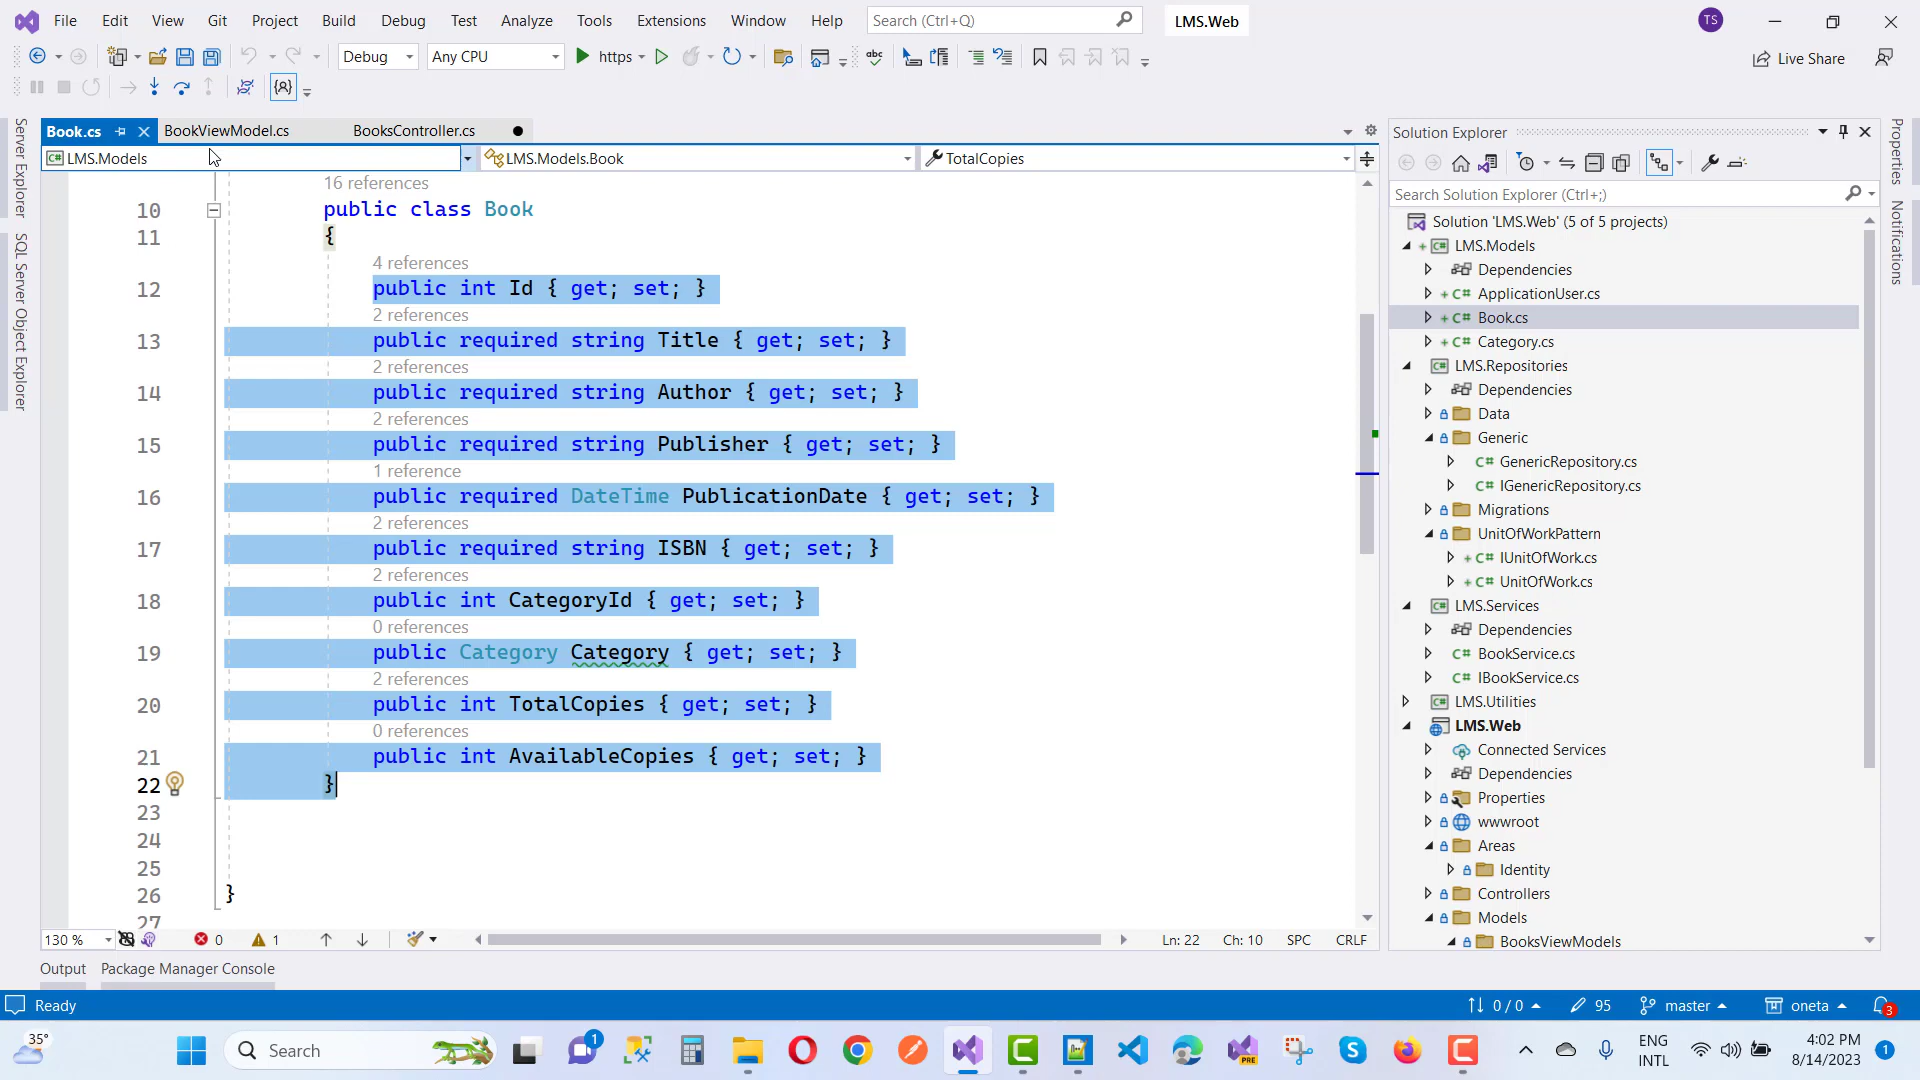 File Edit View Git Project Build Debug Test Analyze Tools Extensions Window Help Search (Ctrl+Q) LMS.Web TS
Debug Any CPU https Live Share
Book.cs BookViewModel.cs BooksController.cs
LMS.Models LMS.Models.Book TotalCopies
16 references
10 public class Book
11 {
4 references
12 public int Id { get; set; }
2 references
13 public required string Title { get; set; }
2 references
14 public required string Author { get; set; }
2 references
15 public required string Publisher { get; set; }
1 reference
16 public required DateTime PublicationDate { get; set; }
2 references
17 public required string ISBN { get; set; }
2 references
18 public int CategoryId { get; set; }
0 references
19 public Category Category { get; set; }
2 references
20 public int TotalCopies { get; set; }
0 references
21 public int AvailableCopies { get; set; }
22 }
23
24
25
26 }
27
130 % 0 1 Ln: 22 Ch: 10 SPC CRLF
Output Package Manager Console
Server Explorer
SQL Server Object Explorer
Solution Explorer
Search Solution Explorer (Ctrl+;)
Solution 'LMS.Web' (5 of 5 projects)
LMS.Models
Dependencies
C# ApplicationUser.cs
C# Book.cs
C# Category.cs
LMS.Repositories
Dependencies
Data
Generic
C# GenericRepository.cs
C# IGenericRepository.cs
Migrations
UnitOfWorkPattern
C# IUnitOfWork.cs
C# UnitOfWork.cs
LMS.Services
Dependencies
C# BookService.cs
C# IBookService.cs
LMS.Utilities
LMS.Web
Connected Services
Dependencies
Properties
wwwroot
Areas
Identity
Controllers
Models
BooksViewModels
Properties
Notifications
Ready 0 / 0 95 master oneta 3
35° Search 1 PRE ENG
INTL
4:02 PM
8/14/2023 1